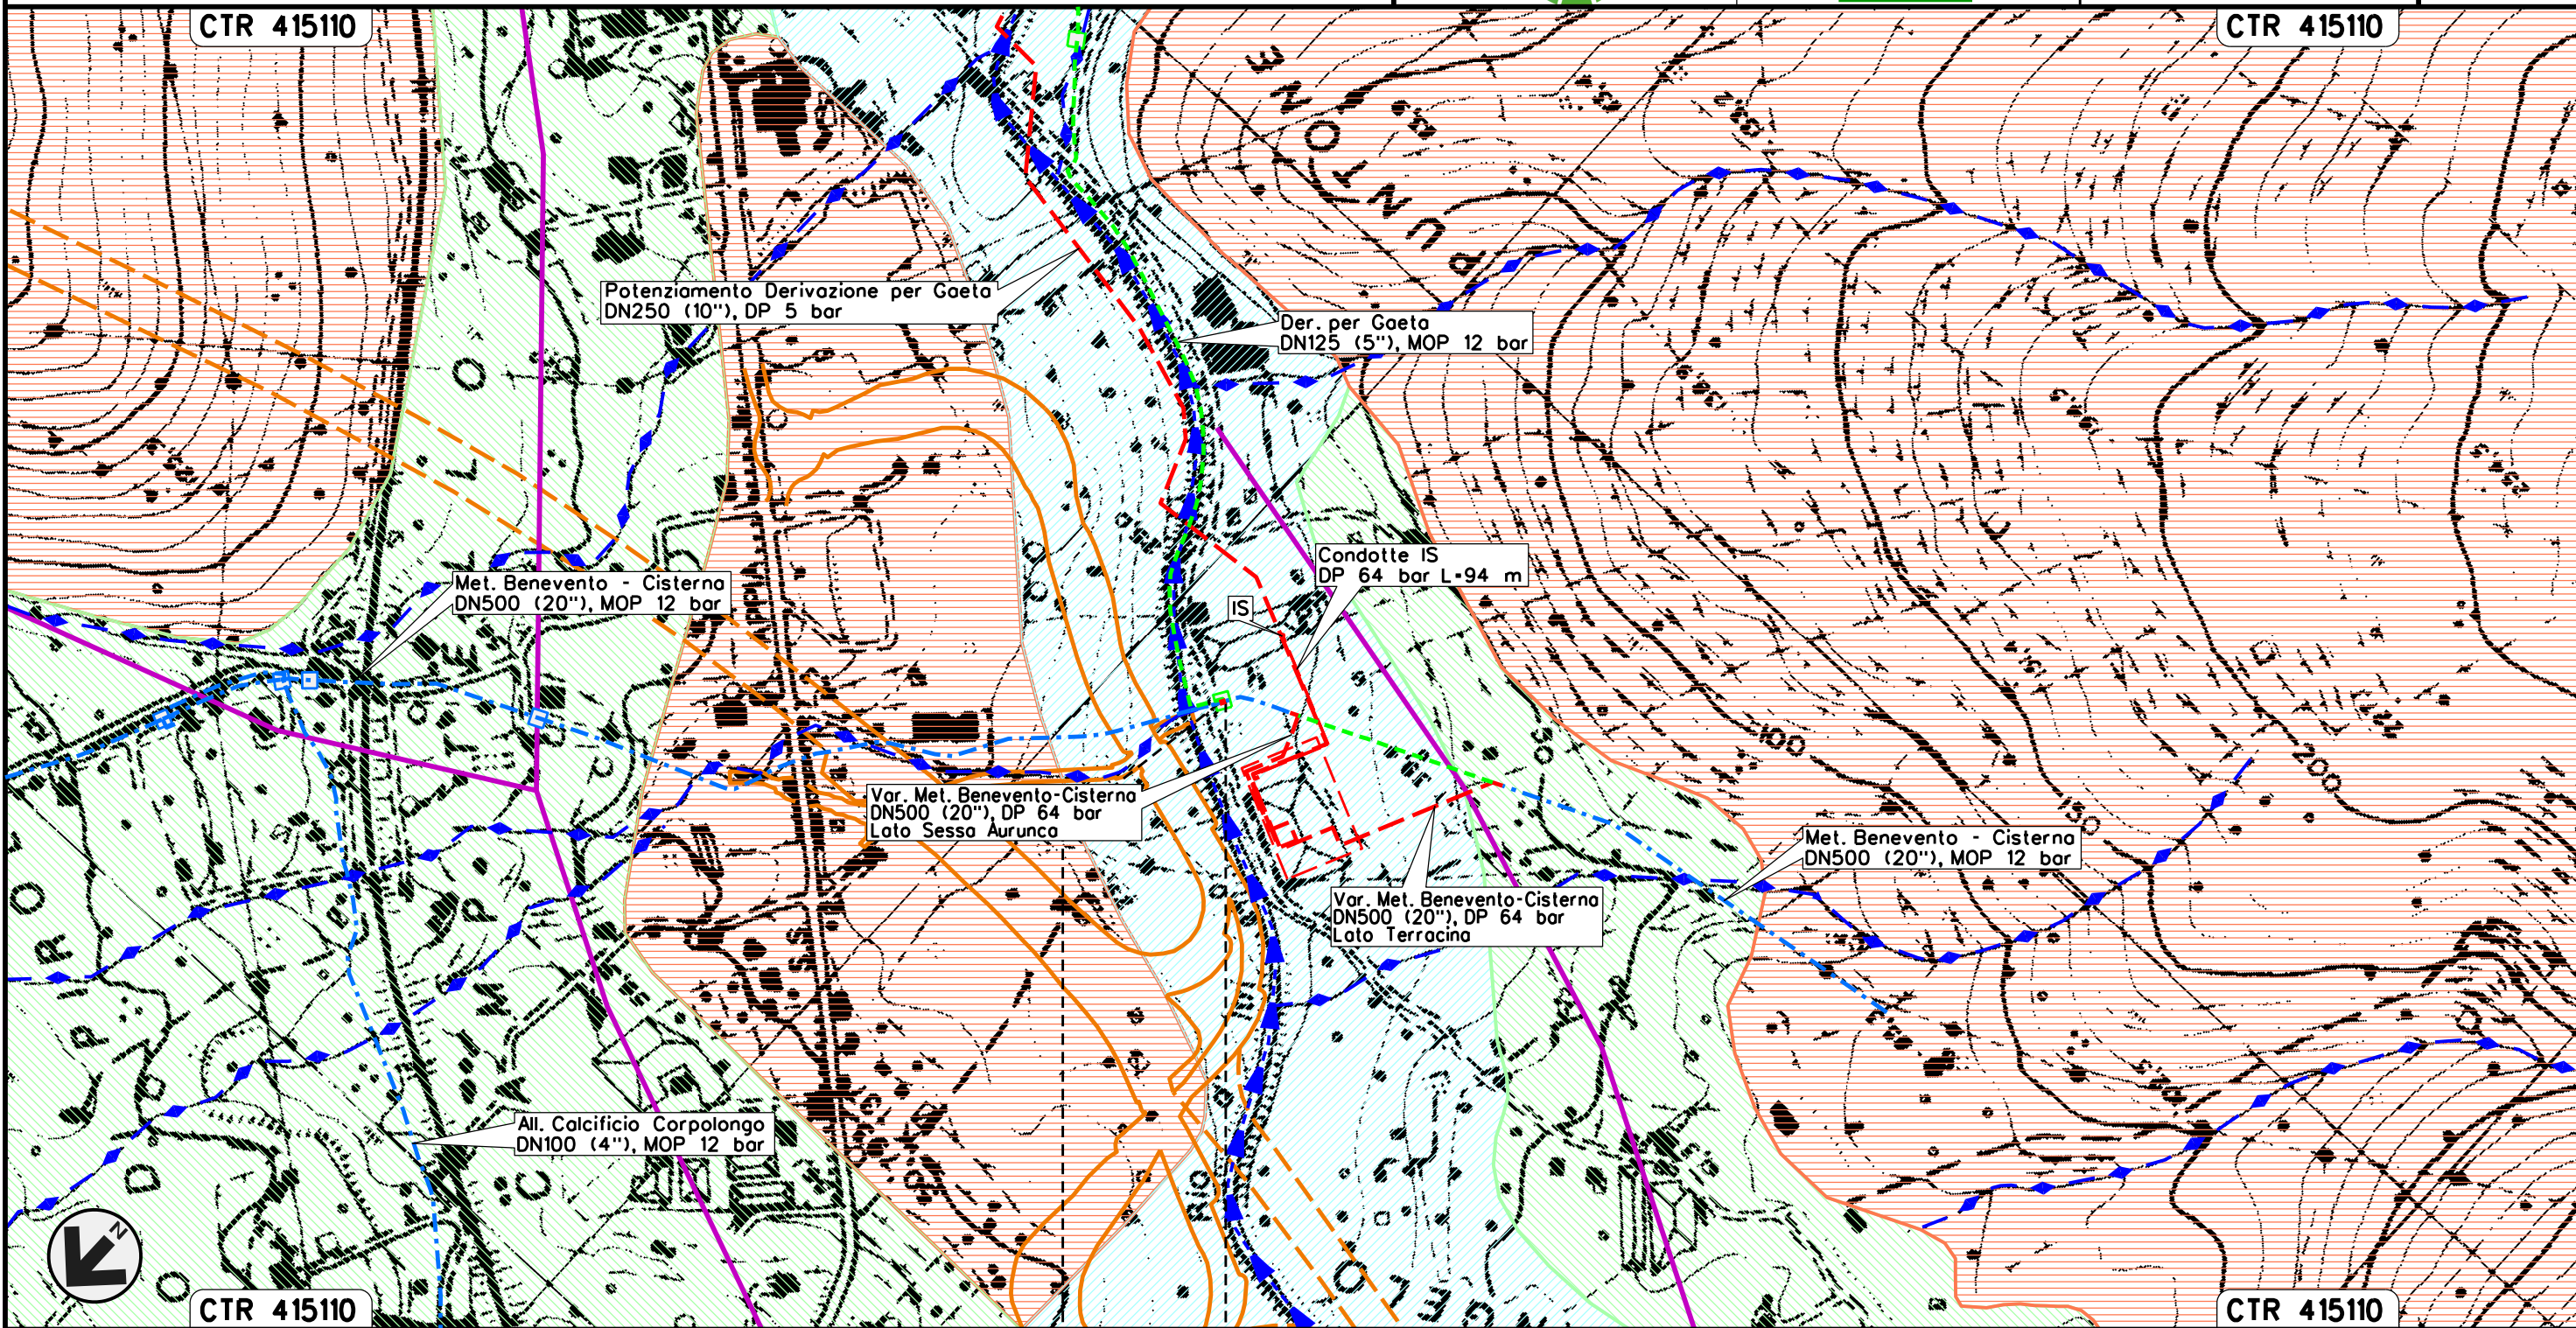 CTR 415110
CTR 415110
Potenziamento Derivazione per Gaeta
DN250 (10"), DP 5 bar
Der. per Gaeta
DN125 (5"), MOP 12 bar
Condotte IS
DP 64 bar L=94 m
Met. Benevento - Cisterna
DN500 (20"), MOP 12 bar
IS
100
150
200
Var. Met. Benevento-Cisterna
DN500 (20"), DP 64 bar
Lato Sessa Aurunca
Met. Benevento - Cisterna
DN500 (20"), MOP 12 bar
Var. Met. Benevento-Cisterna
DN500 (20"), DP 64 bar
Lato Terracina
All. Calcificio Corpolongo
DN100 (4"), MOP 12 bar
N
CTR 415110
CTR 415110